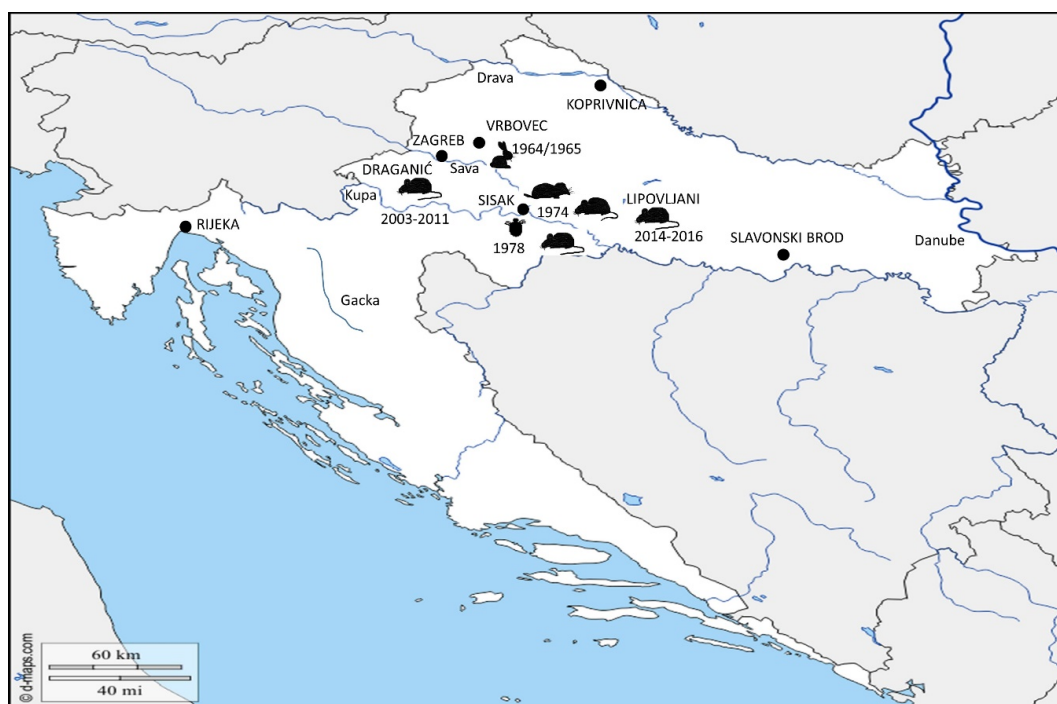 Drava
KOPRIVNICA
VRBOVEC
ZAGREB
1964/1965
Sava
DRAGANIĆ
Kupa
2003-2011
SISAK
1974
LIPOVLJANI
2014-2016
1978
RIJEKA
SLAVONSKI BROD
Danube
Gacka
60 km
40 mi
© d-maps.com